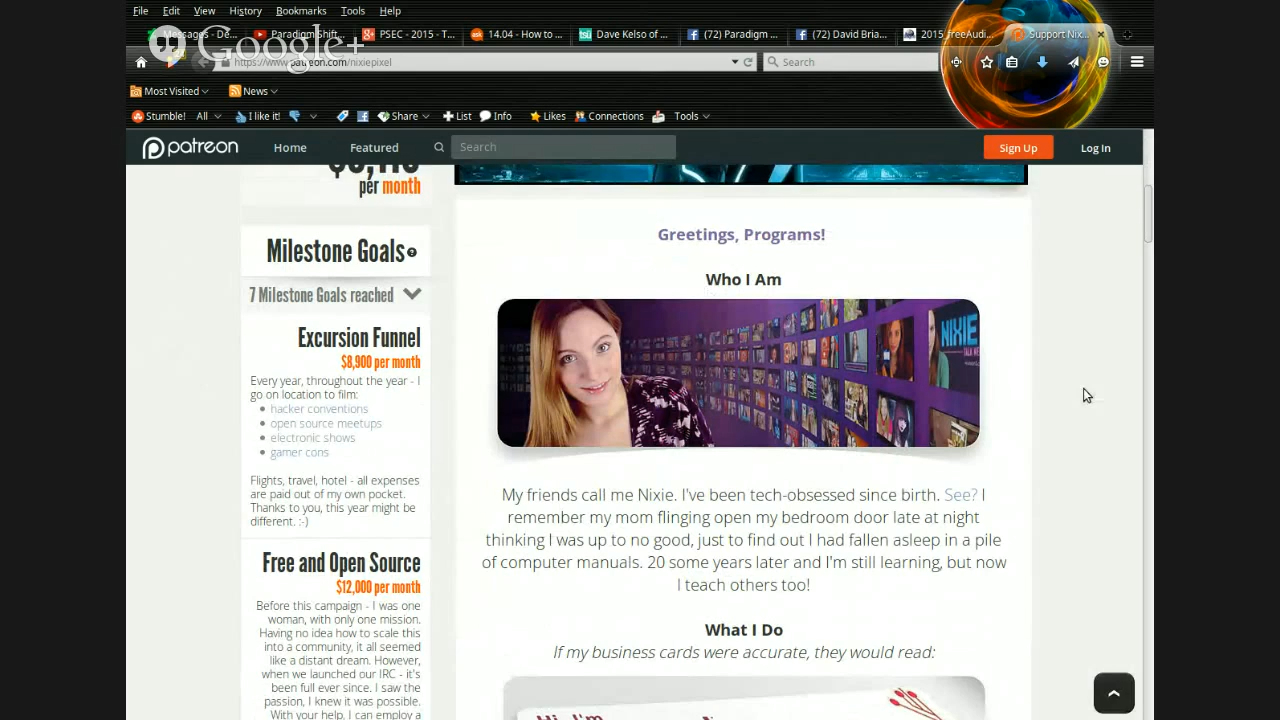 File Edit View History Bookmarks Tools Help
Messages - De... Paradigm Shift... PSEC - 2015 - T... 14.04 - How to ... Dave Kelso of ... (72) Paradigm ... (72) David Bria... 2015_freeAudi... Support Nix...
Google+
https://www.patreon.com/nixiepixel Search
Most Visited News
Stumble! All I like it! Share List Info Likes Connections Tools
patreon Home Featured Search Sign Up Log In
per month
Milestone Goals
7 Milestone Goals reached
Excursion Funnel
$8,900 per month
Every year, throughout the year - I
go on location to film:
hacker conventions
open source meetups
electronic shows
gamer cons
Flights, travel, hotel - all expenses
are paid out of my own pocket.
Thanks to you, this year might be
different. :-)
Free and Open Source
$12,000 per month
Before this campaign - I was one
woman, with only one mission.
Having no idea how to scale this
into a community, it all seemed
like a distant dream. However,
when we launched our IRC - it's
been full ever since. I saw the
passion, I knew it was possible.
With your help, I can employ a
Greetings, Programs!
Who I Am
NIXIE
My friends call me Nixie. I've been tech-obsessed since birth. See? I
remember my mom flinging open my bedroom door late at night
thinking I was up to no good, just to find out I had fallen asleep in a pile
of computer manuals. 20 some years later and I'm still learning, but now
I teach others too!
What I Do
If my business cards were accurate, they would read:
Hi, I'm